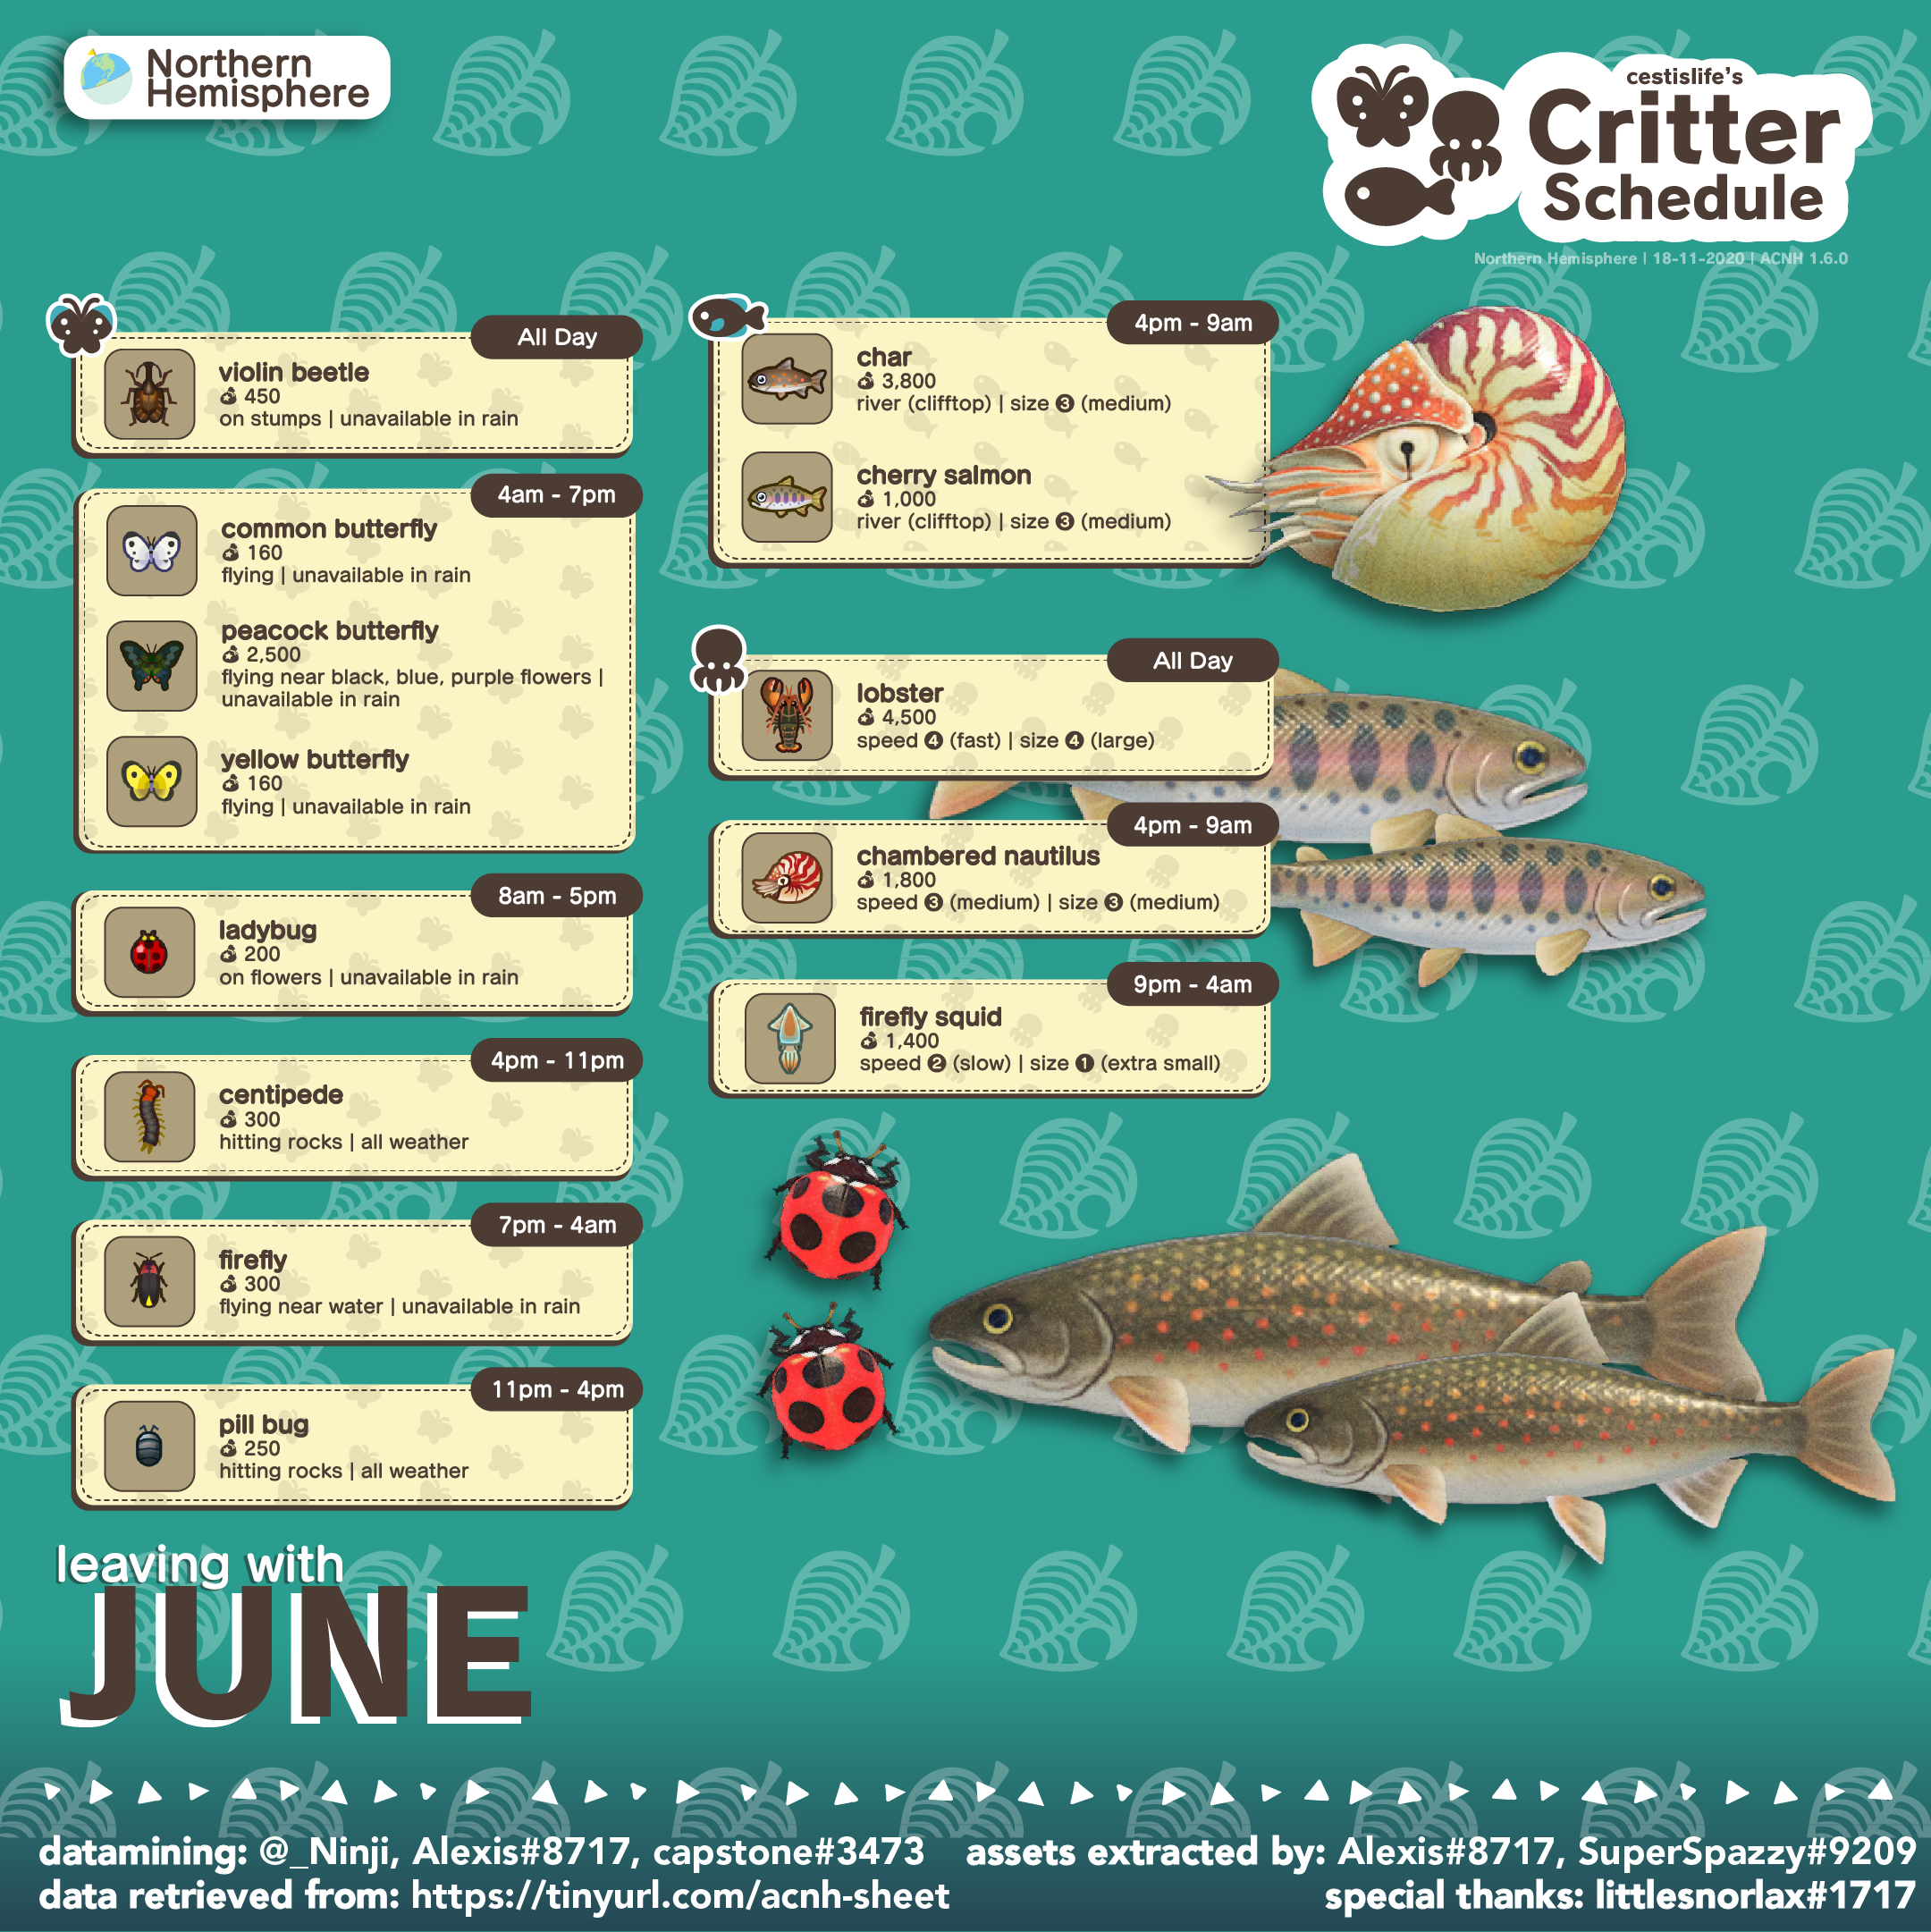 Northern
Hemisphere
cestislife's
Critter
Schedule
Northern Hemisphere | 18-11-2020 | ACNH 1.6.0
All Day
violin beetle
450
on stumps | unavailable in rain
4am - 7pm
common butterfly
160
flying | unavailable in rain
peacock butterfly
2,500
flying near black, blue, purple flowers |
unavailable in rain
yellow butterfly
160
flying | unavailable in rain
8am - 5pm
ladybug
200
on flowers | unavailable in rain
4pm - 11pm
centipede
300
hitting rocks | all weather
7pm - 4am
firefly
300
flying near water | unavailable in rain
11pm - 4pm
pill bug
250
hitting rocks | all weather
4pm - 9am
char
3,800
river (clifftop) | size 3 (medium)
cherry salmon
1,000
river (clifftop) | size 3 (medium)
All Day
lobster
4,500
speed 4 (fast) | size 4 (large)
4pm - 9am
chambered nautilus
1,800
speed 3 (medium) | size 3 (medium)
9pm - 4am
firefly squid
1,400
speed 2 (slow) | size 1 (extra small)
leaving with
JUNE
datamining: @_Ninji, Alexis#8717, capstone#3473
data retrieved from: https://tinyurl.com/acnh-sheet
assets extracted by: Alexis#8717, SuperSpazzy#9209
special thanks: littlesnorlax#1717